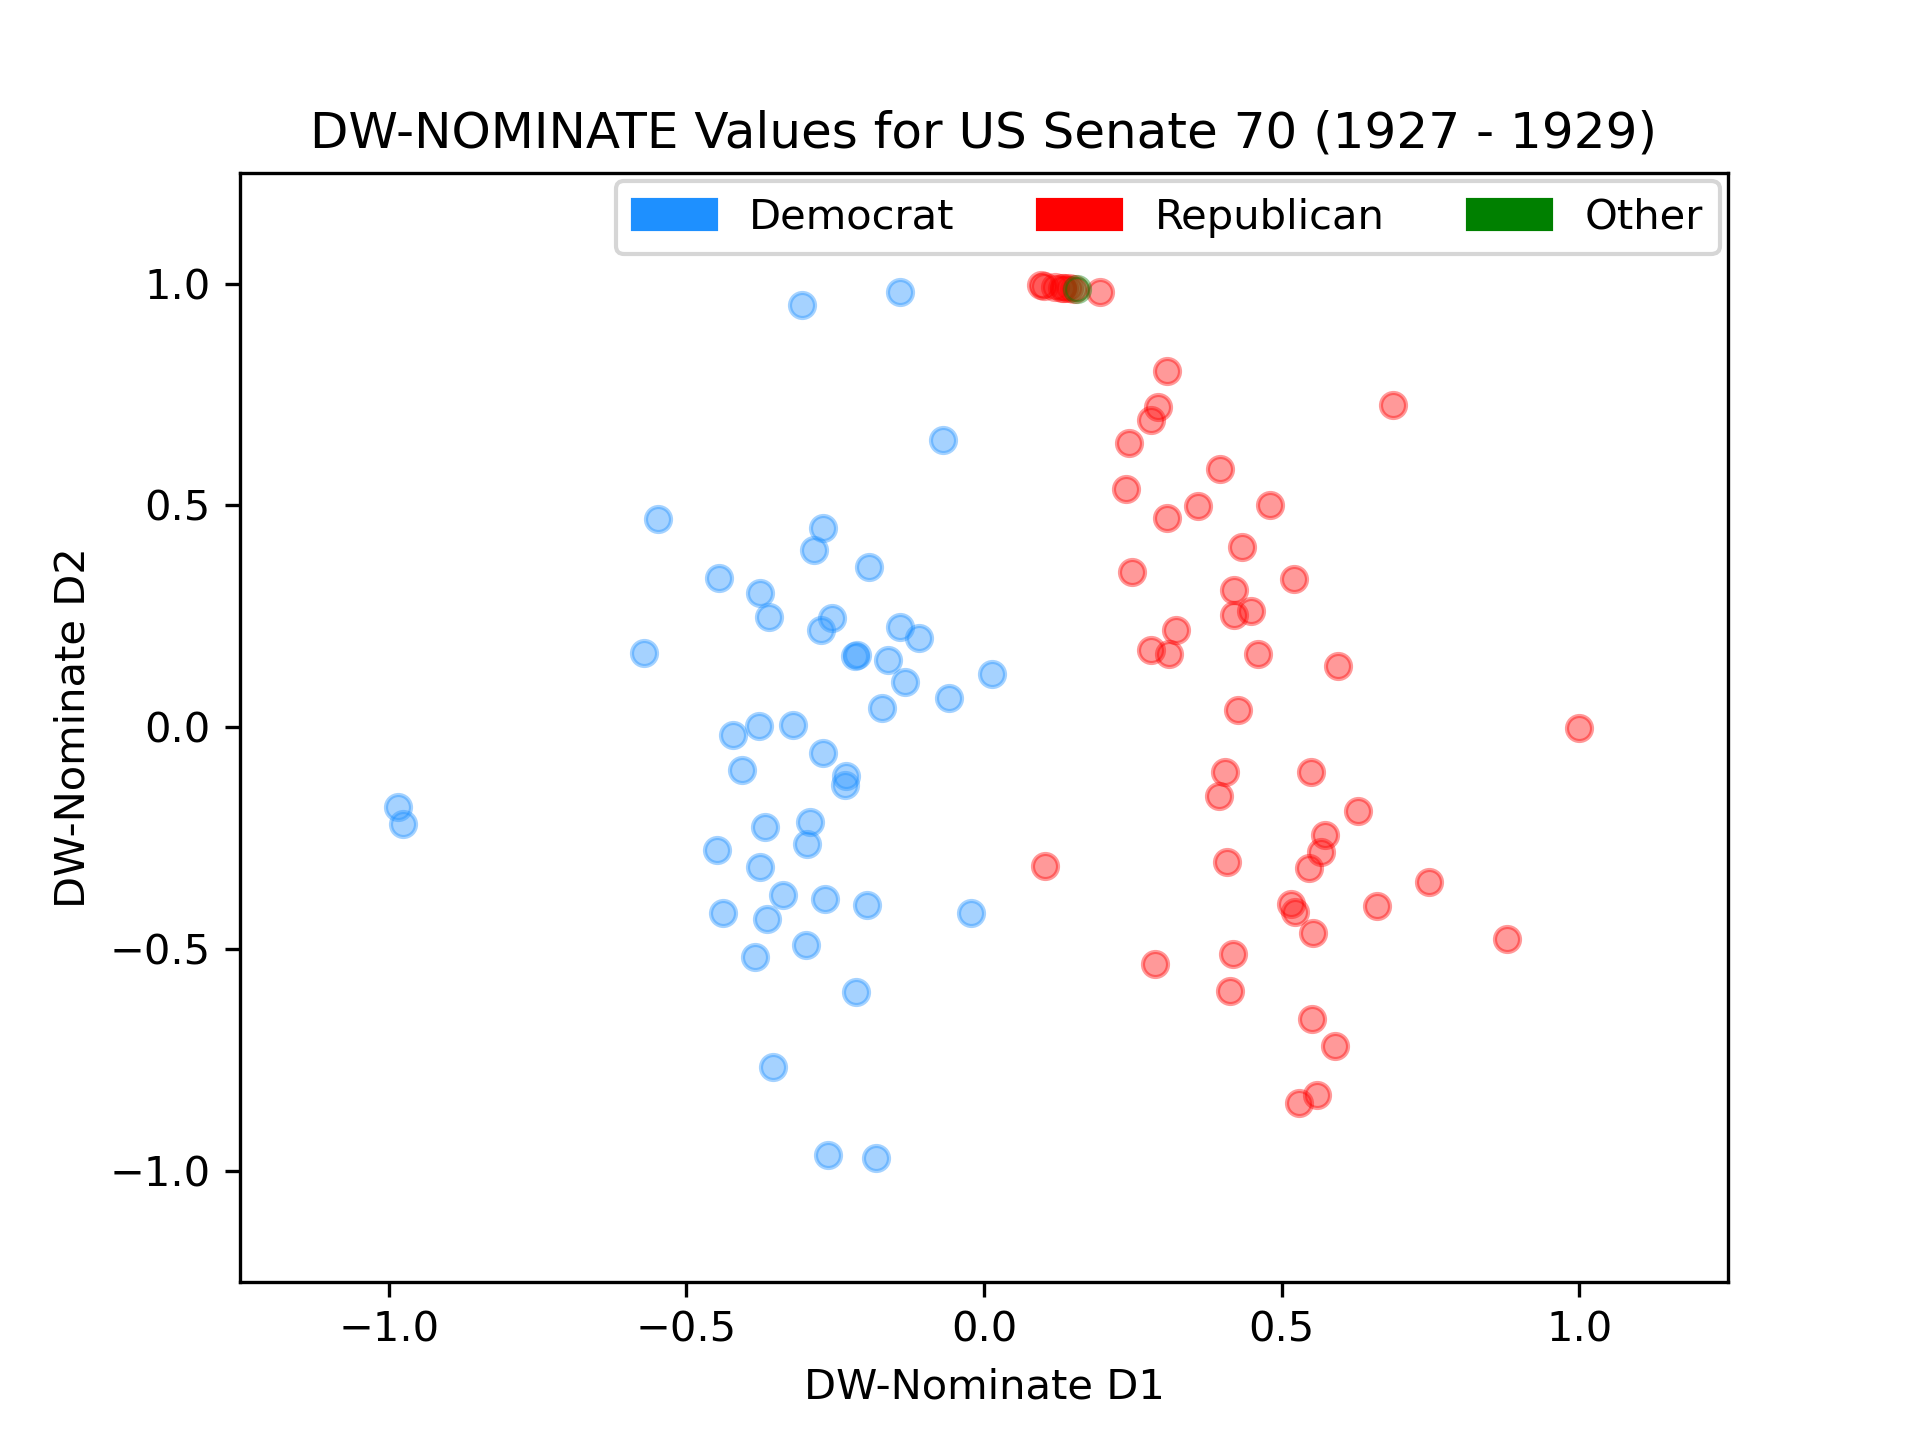 DW-NOMINATE Values for US Senate 70 (1927 - 1929)
Democrat Republican Other
1.0
0.5
0.0
−0.5
−1.0
DW-Nominate D2
−1.0 −0.5 0.0 0.5 1.0
DW-Nominate D1